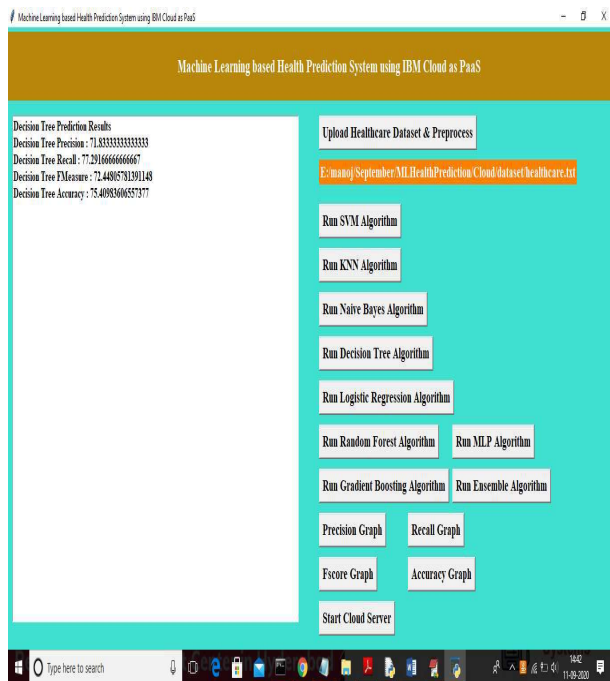 Machine Learning based Health Prediction System using IBM Cloud as PaaS
Machine Learning based Health Prediction System using IBM Cloud as PaaS
Decision Tree Prediction Results
Decision Tree Precision : 71.83333333333333
Decision Tree Recall : 77.29166666666667
Decision Tree FMeasure : 72.44805781391148
Decision Tree Accuracy : 75.40983606557377
Upload Healthcare Dataset & Preprocess
E:/manoj/September/MLHealthPrediction/Cloud/dataset/healthcare.txt
Run SVM Algorithm
Run KNN Algorithm
Run Naive Bayes Algorithm
Run Decision Tree Algorithm
Run Logistic Regression Algorithm
Run Random Forest Algorithm
Run MLP Algorithm
Run Gradient Boosting Algorithm
Run Ensemble Algorithm
Precision Graph
Recall Graph
Fscore Graph
Accuracy Graph
Start Cloud Server
Type here to search
14:42
11-09-2020